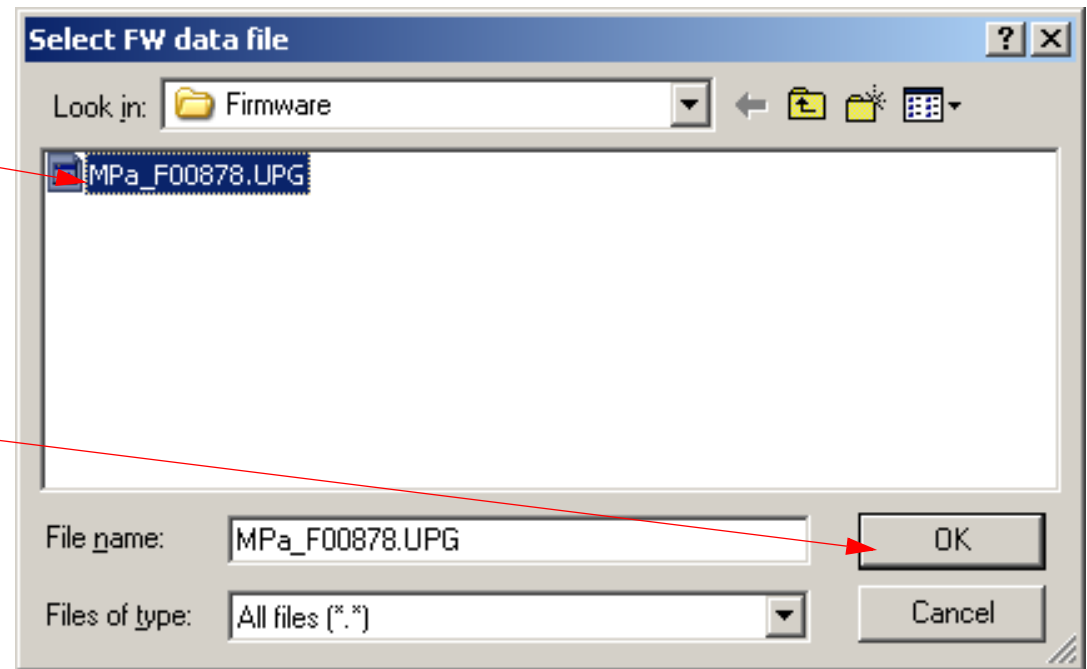 Select FW data file
Look in: Firmware
MPa_F00878.UPG
File name: MPa_F00878.UPG OK
Files of type: All files (*.*) Cancel